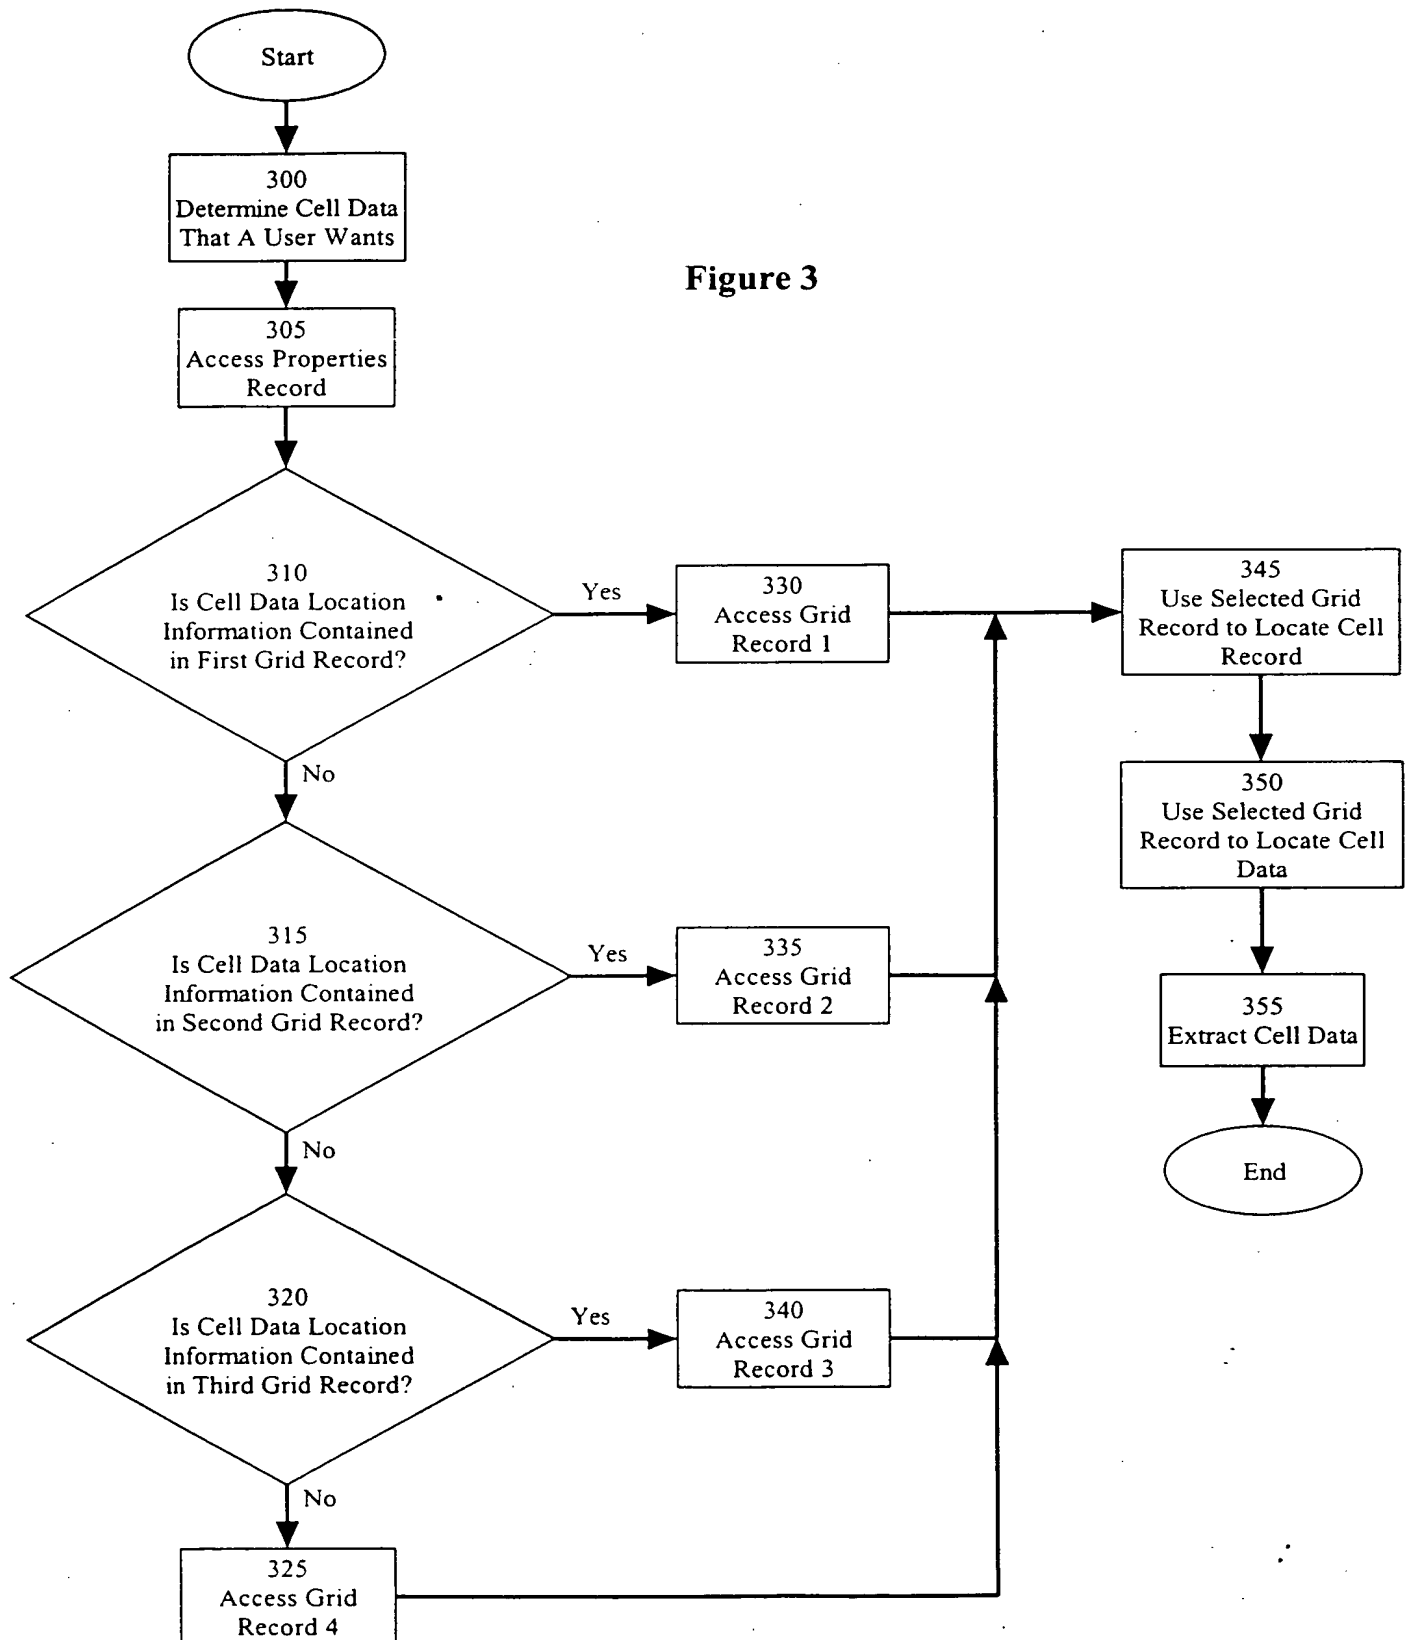 Start
300
Determine Cell Data
That A User Wants
Figure 3
305
Access Properties
Record
310
Is Cell Data Location
Information Contained
in First Grid Record?
Yes
330
Access Grid
Record 1
345
Use Selected Grid
Record to Locate Cell
Record
No
350
Use Selected Grid
Record to Locate Cell
Data
315
Is Cell Data Location
Information Contained
in Second Grid Record?
Yes
335
Access Grid
Record 2
355
Extract Cell Data
No
End
320
Is Cell Data Location
Information Contained
in Third Grid Record?
Yes
340
Access Grid
Record 3
No
325
Access Grid
Record 4